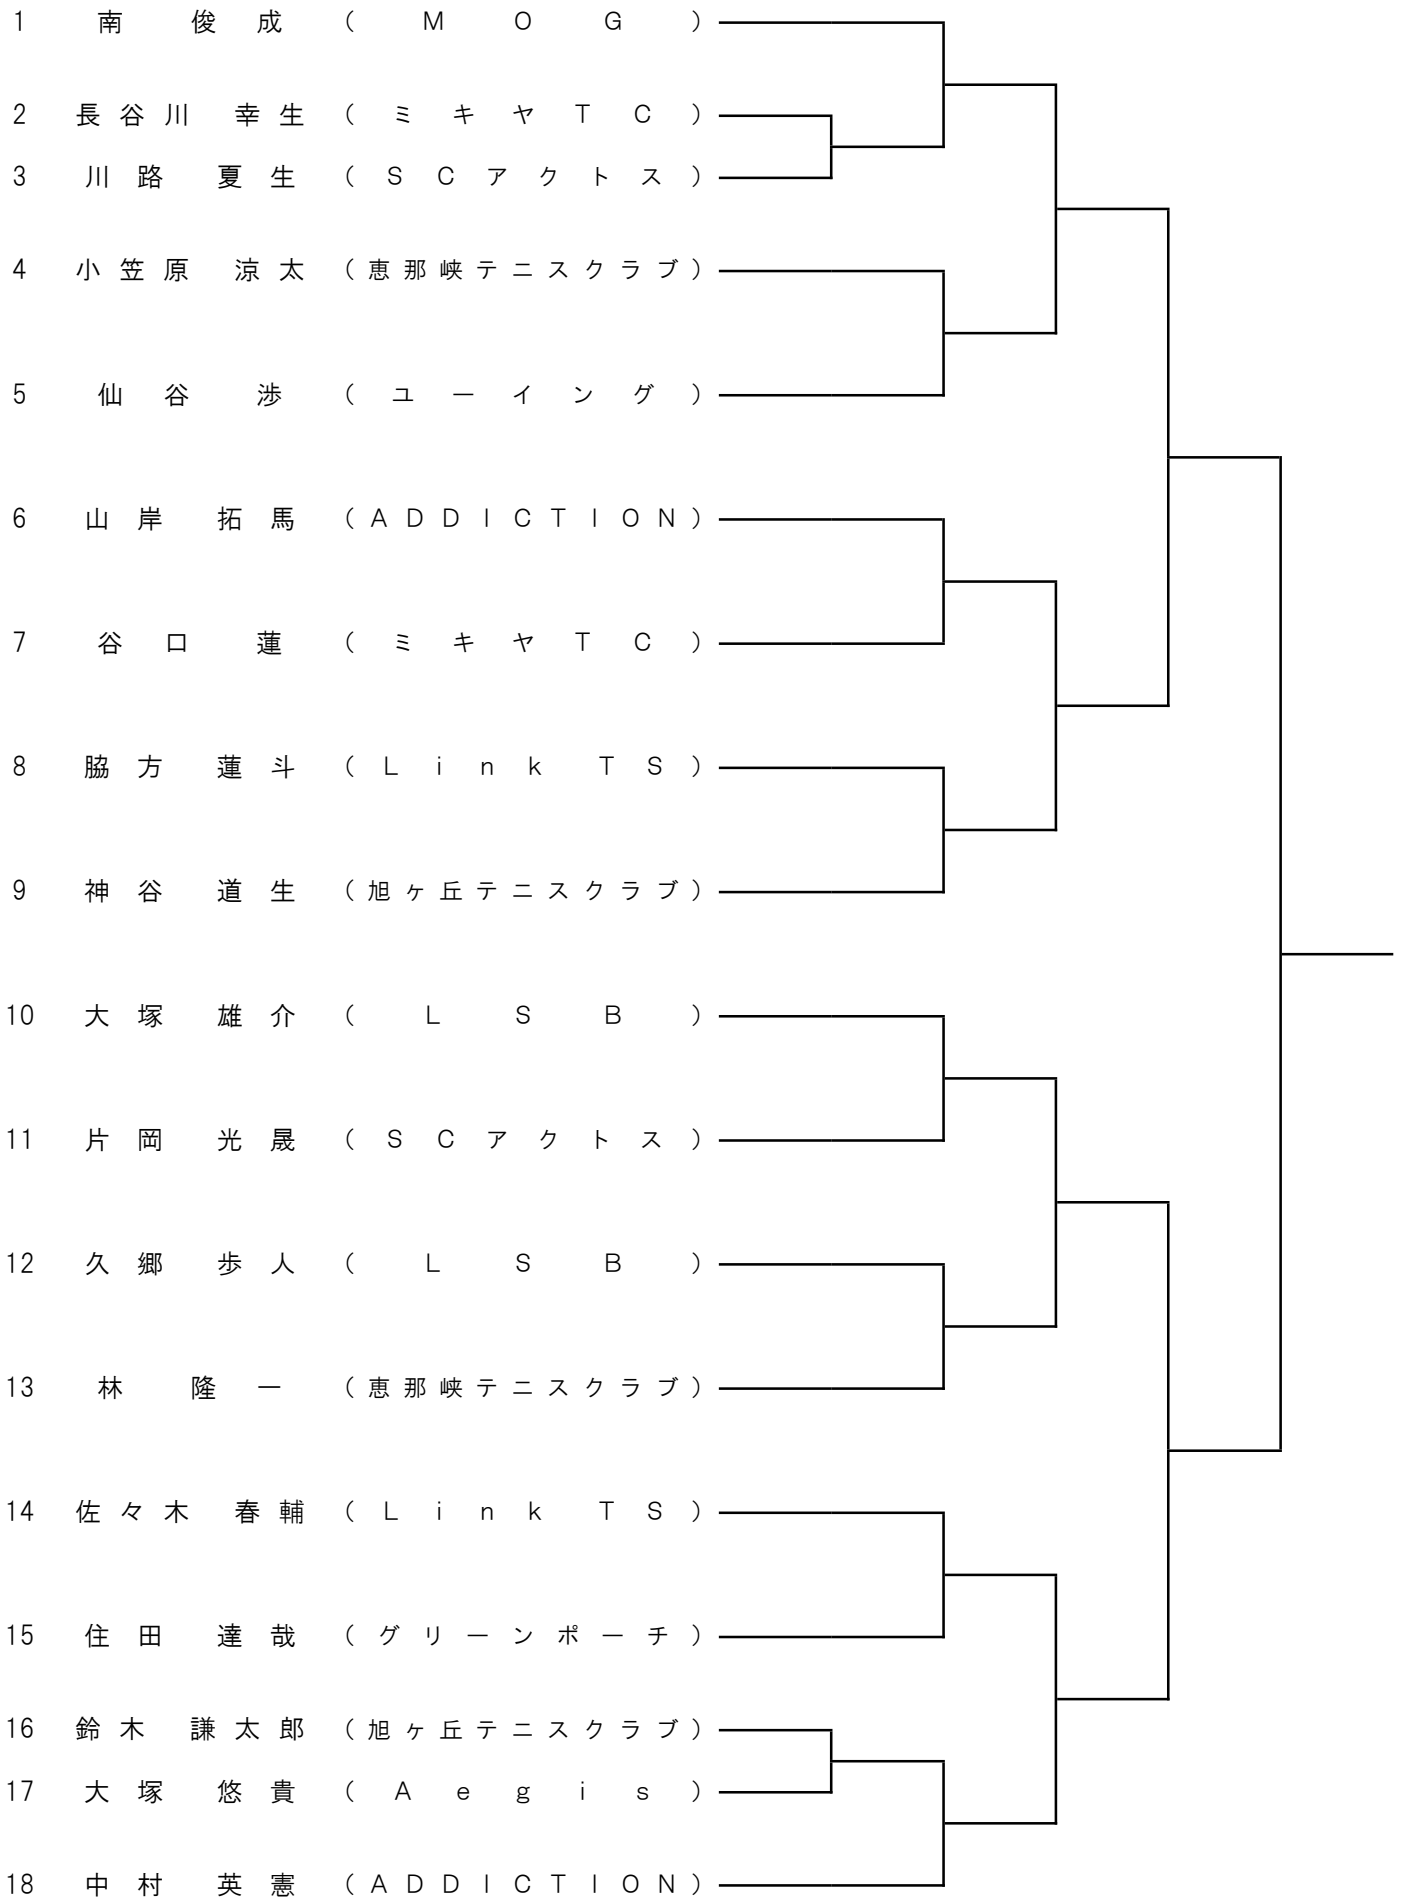 1 南 俊成 (MOG)
2 長谷川 幸生 (ミキヤTC)
3 川路 夏生 (SCアクトス)
4 小笠原 涼太 (恵那峡テニスクラブ)
5 仙谷 渉 (ユーイング)
6 山岸 拓馬 (ADDICTION)
7 谷口 蓮 (ミキヤTC)
8 脇方 蓮斗 (Link TS)
9 神谷 道生 (旭ヶ丘テニスクラブ)
10 大塚 雄介 (LSB)
11 片岡 光晟 (SCアクトス)
12 久郷 歩人 (LSB)
13 林 隆一 (恵那峡テニスクラブ)
14 佐々木 春輔 (Link TS)
15 住田 達哉 (グリーンポーチ)
16 鈴木 謙太郎 (旭ヶ丘テニスクラブ)
17 大塚 悠貴 (Aegis)
18 中村 英憲 (ADDICTION)